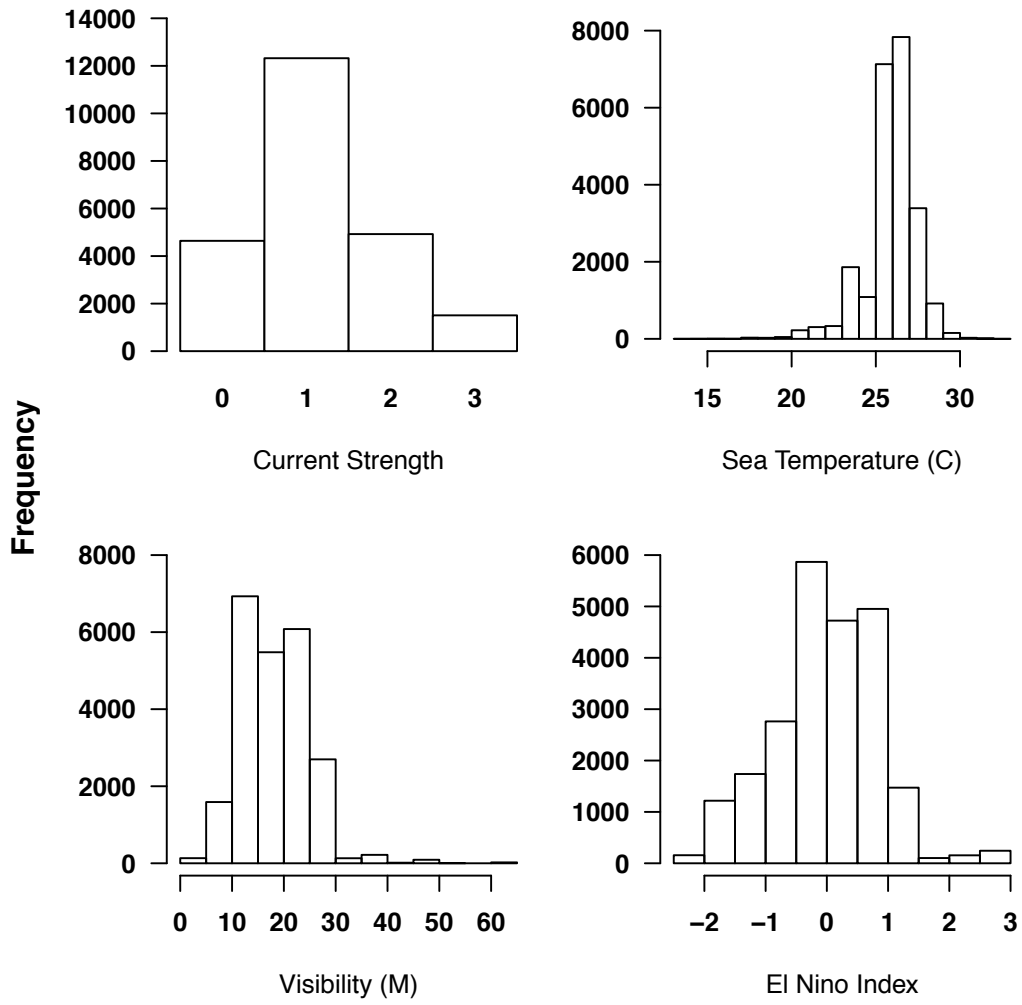 Frequency
14000
12000
10000
8000
6000
4000
2000
0
0 1 2 3
Current Strength
8000
6000
4000
2000
0
15 20 25 30
Sea Temperature (C)
8000
6000
4000
2000
0
0 10 20 30 40 50 60
Visibility (M)
6000
5000
4000
3000
2000
1000
0
−2 −1 0 1 2 3
El Nino Index